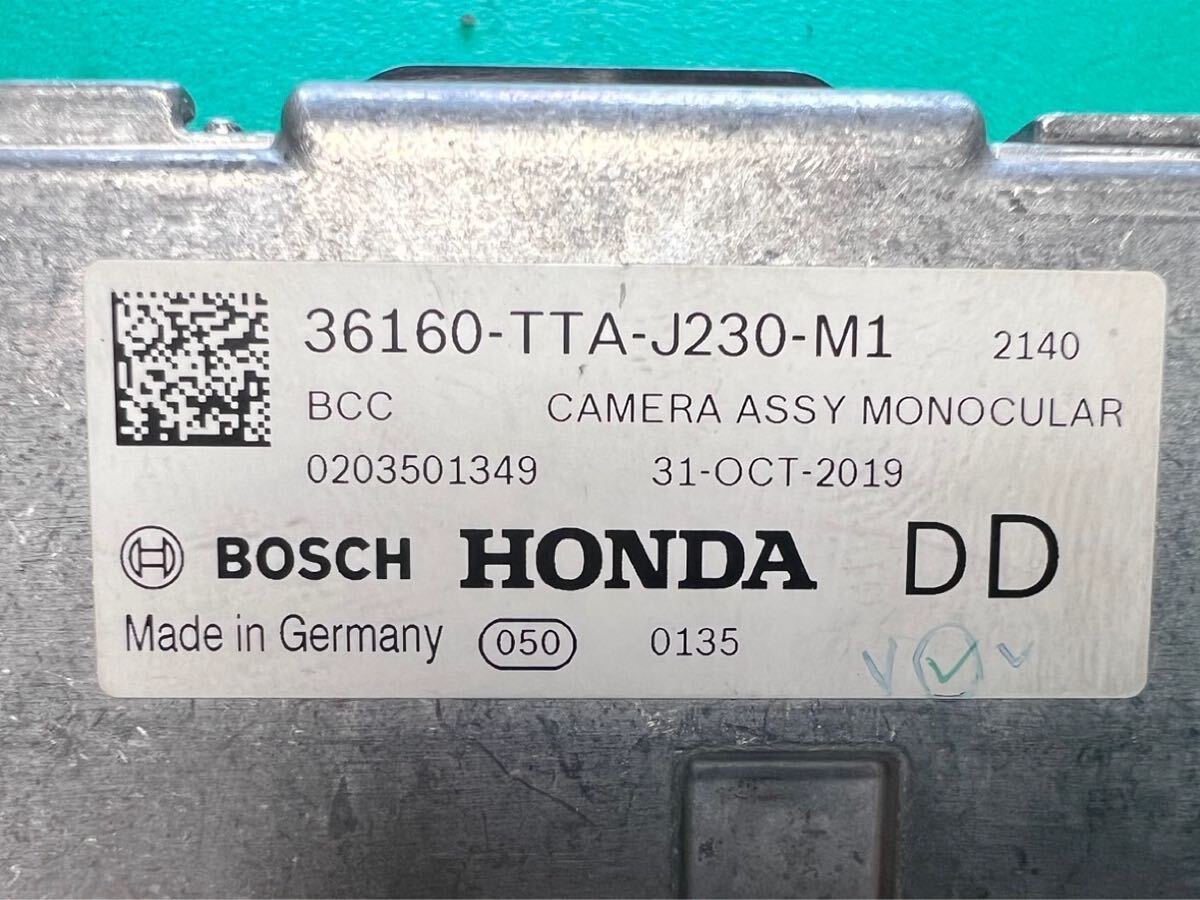 36160-TTA-J230-M1 2140
BCC CAMERA ASSY MONOCULAR
0203501349 31-OCT-2019
BOSCH HONDA DD
Made in Germany 050 0135